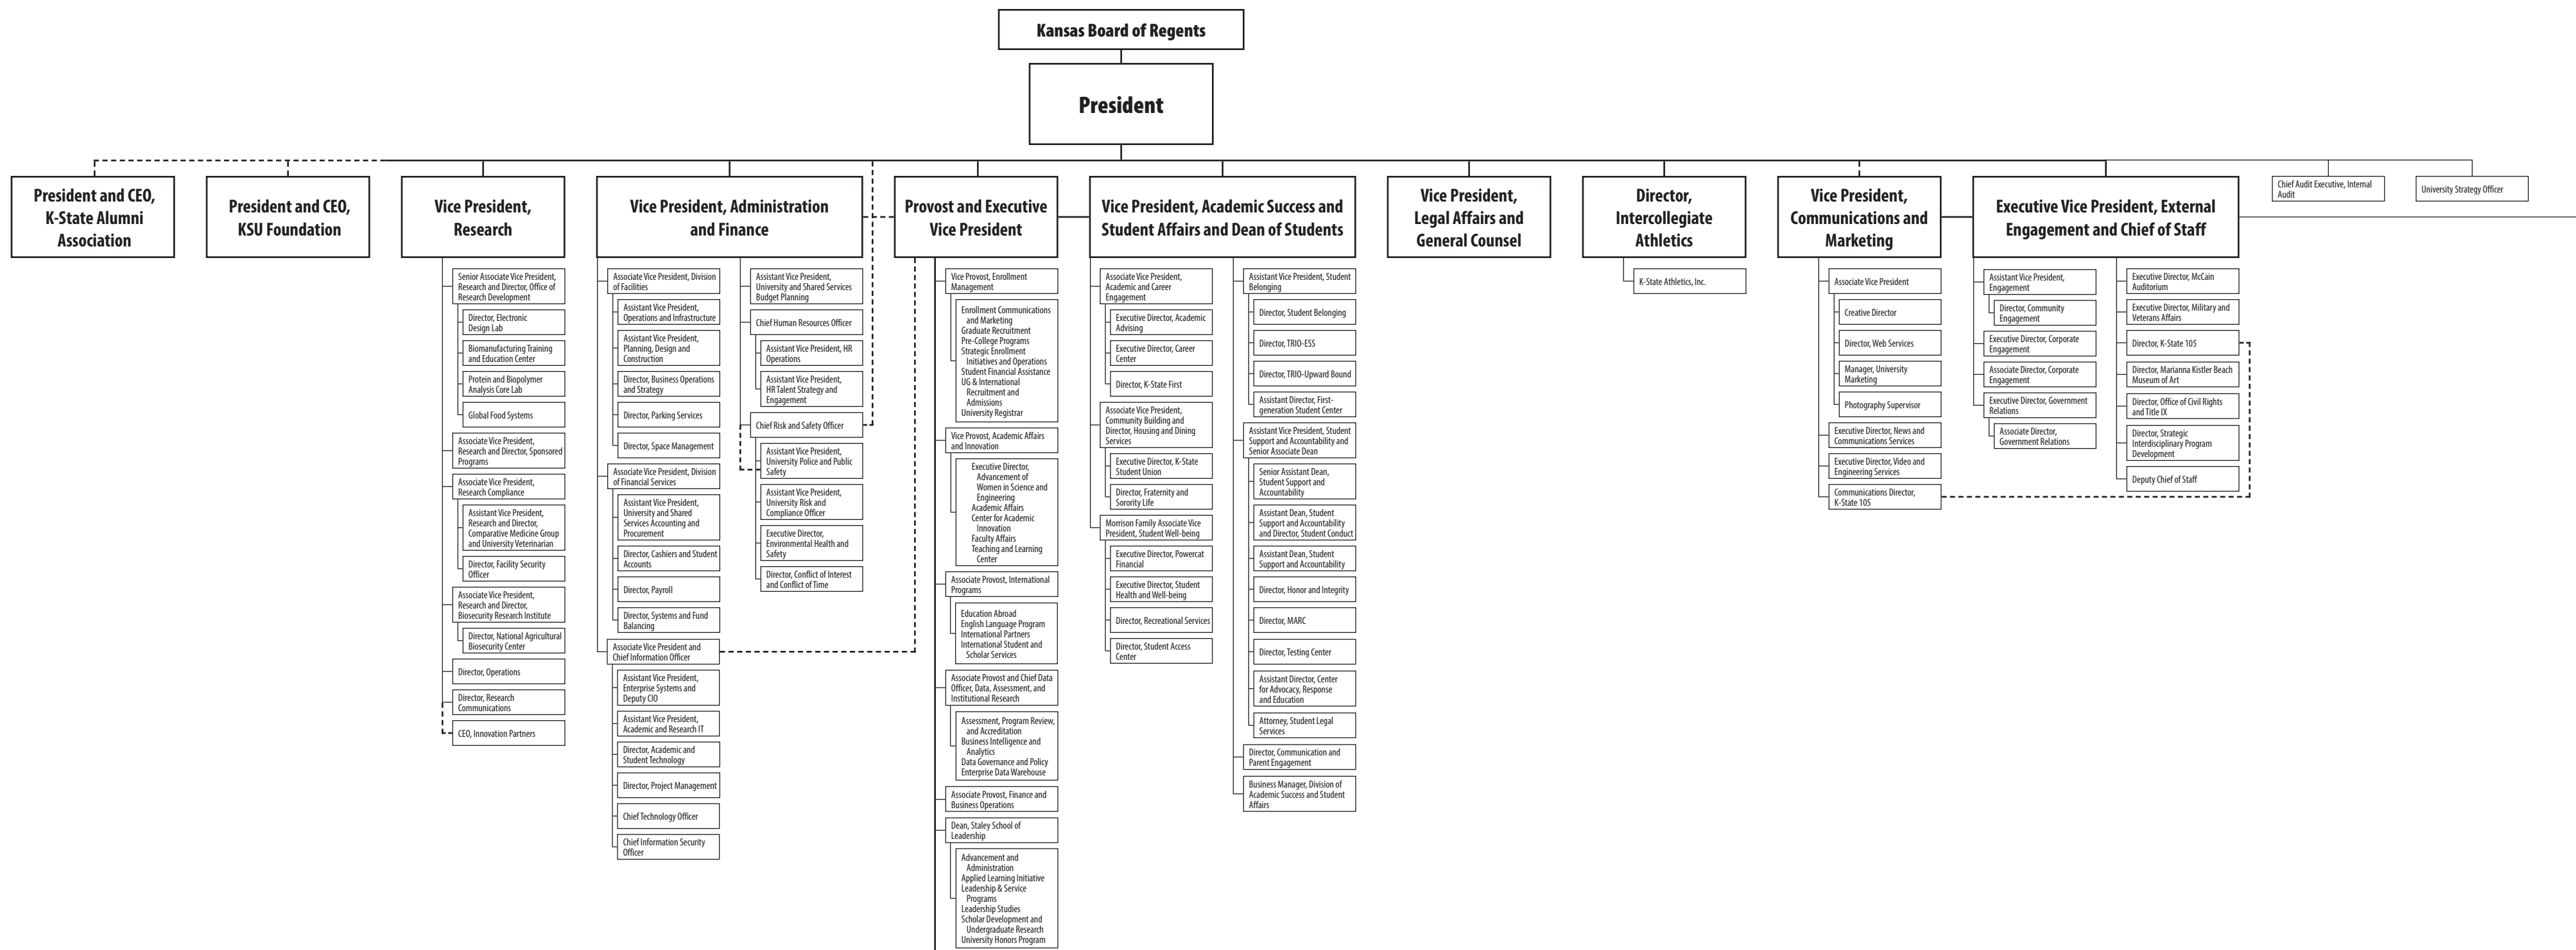 Kansas Board of Regents
President
President and CEO,
K-State Alumni
Association
President and CEO,
KSU Foundation
Vice President,
Research
Vice President, Administration
and Finance
Provost and Executive
Vice President
Vice President, Academic Success and
Student Affairs and Dean of Students
Vice President,
Legal Affairs and
General Counsel
Director,
Intercollegiate
Athletics
Vice President,
Communications and
Marketing
Executive Vice President, External
Engagement and Chief of Staff
Chief Audit Executive, Internal
Audit
University Strategy Officer
Senior Associate Vice President,
Research and Director, Office of
Research Development
Director, Electronic
Design Lab
Biomanufacturing Training
and Education Center
Protein and Biopolymer
Analysis Core Lab
Global Food Systems
Associate Vice President,
Research and Director, Sponsored
Programs
Associate Vice President,
Research Compliance
Assistant Vice President,
Research and Director,
Comparative Medicine Group
and University Veterinarian
Director, Facility Security
Officer
Associate Vice President,
Research and Director,
Biosecurity Research Institute
Director, National Agricultural
Biosecurity Center
Director, Operations
Director, Research
Communications
CEO, Innovation Partners
Associate Vice President, Division
of Facilities
Assistant Vice President,
Operations and Infrastructure
Assistant Vice President,
Planning, Design and
Construction
Director, Business Operations
and Strategy
Director, Parking Services
Director, Space Management
Associate Vice President, Division
of Financial Services
Assistant Vice President,
University and Shared
Services Accounting and
Procurement
Director, Cashiers and Student
Accounts
Director, Payroll
Director, Systems and Fund
Balancing
Associate Vice President and
Chief Information Officer
Assistant Vice President,
Enterprise Systems and
Deputy CIO
Assistant Vice President,
Academic and Research IT
Director, Academic and
Student Technology
Director, Project Management
Chief Technology Officer
Chief Information Security
Officer
Assistant Vice President,
University and Shared Services
Budget Planning
Chief Human Resources Officer
Assistant Vice President, HR
Operations
Assistant Vice President,
HR Talent Strategy and
Engagement
Chief Risk and Safety Officer
Assistant Vice President,
University Police and Public
Safety
Assistant Vice President,
University Risk and
Compliance Officer
Executive Director,
Environmental Health and
Safety
Director, Conflict of Interest
and Conflict of Time
Vice Provost, Enrollment
Management
Enrollment Communications
and Marketing
Graduate Recruitment
Pre-College Programs
Strategic Enrollment
Initiatives and Operations
Student Financial Assistance
UG & International
Recruitment and
Admissions
University Registrar
Vice Provost, Academic Affairs
and Innovation
Executive Director,
Advancement of
Women in Science and
Engineering
Academic Affairs
Center for Academic
Innovation
Faculty Affairs
Teaching and Learning
Center
Associate Provost, International
Programs
Education Abroad
English Language Program
International Partners
International Student and
Scholar Services
Associate Provost and Chief Data
Officer, Data, Assessment, and
Institutional Research
Assessment, Program Review,
and Accreditation
Business Intelligence and
Analytics
Data Governance and Policy
Enterprise Data Warehouse
Associate Provost, Finance and
Business Operations
Dean, Staley School of
Leadership
Advancement and
Administration
Applied Learning Initiative
Leadership & Service
Programs
Leadership Studies
Scholar Development and
Undergraduate Research
University Honors Program
Associate Vice President,
Academic and Career
Engagement
Executive Director, Academic
Advising
Executive Director, Career
Center
Director, K-State First
Associate Vice President,
Community Building and
Director, Housing and Dining
Services
Executive Director, K-State
Student Union
Director, Fraternity and
Sorority Life
Morrison Family Associate Vice
President, Student Well-being
Executive Director, Powercat
Financial
Executive Director, Student
Health and Well-being
Director, Recreational Services
Director, Student Access
Center
Assistant Vice President, Student
Belonging
Director, Student Belonging
Director, TRIO-ESS
Director, TRIO-Upward Bound
Assistant Director, First-
generation Student Center
Assistant Vice President, Student
Support and Accountability and
Senior Associate Dean
Senior Assistant Dean,
Student Support and
Accountability
Assistant Dean, Student
Support and Accountability
and Director, Student Conduct
Assistant Dean, Student
Support and Accountability
Director, Honor and Integrity
Director, MARC
Director, Testing Center
Assistant Director, Center
for Advocacy, Response
and Education
Attorney, Student Legal
Services
Director, Communication and
Parent Engagement
Business Manager, Division of
Academic Success and Student
Affairs
K-State Athletics, Inc.
Associate Vice President
Creative Director
Director, Web Services
Manager, University
Marketing
Photography Supervisor
Executive Director, News and
Communications Services
Executive Director, Video and
Engineering Services
Communications Director,
K-State 105
Assistant Vice President,
Engagement
Director, Community
Engagement
Executive Director, Corporate
Engagement
Associate Director, Corporate
Engagement
Executive Director, Government
Relations
Associate Director,
Government Relations
Executive Director, McCain
Auditorium
Executive Director, Military and
Veterans Affairs
Director, K-State 105
Director, Marianna Kistler Beach
Museum of Art
Director, Office of Civil Rights
and Title IX
Director, Strategic
Interdisciplinary Program
Development
Deputy Chief of Staff